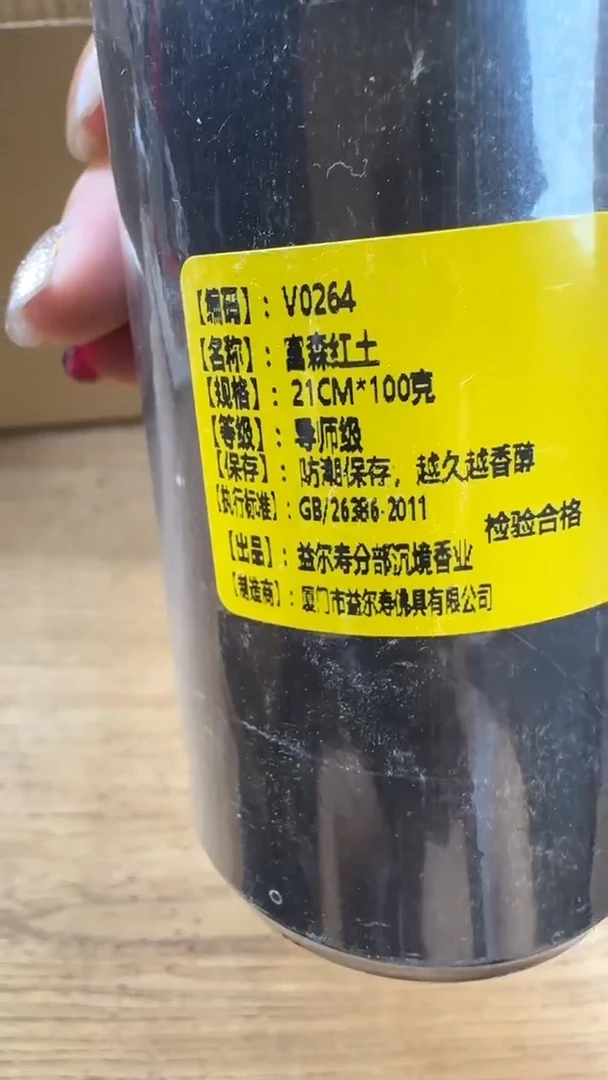 【编码】：V0264
【名称】：富森红土
【规格】：21CM*100克
【等级】：导师级
【保存】：防潮保存，越久越香醇
【执行标准】：GB/26386-2011
检验合格
【出品】：益尔寿分部沉境香业
【制造商】：厦门市益尔寿佛具有限公司